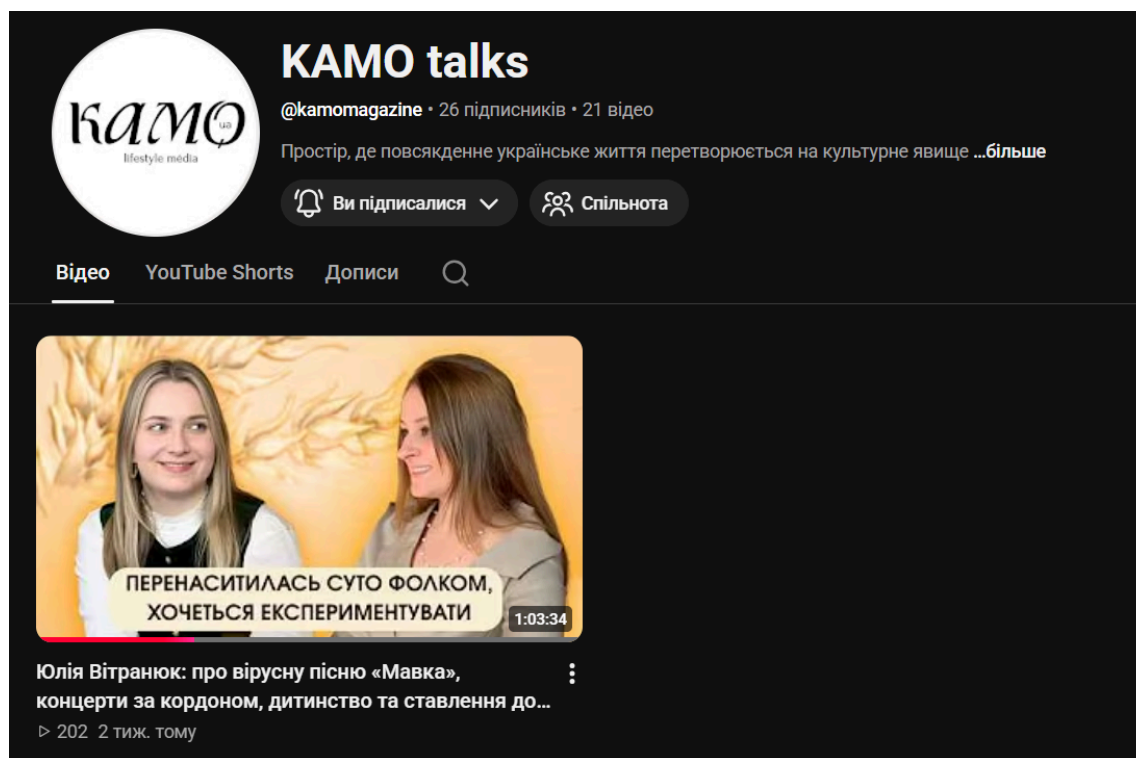 камо
ua
lifestyle media
КАМО talks
@kamomagazine • 26 підписників • 21 відео
Простір, де повсякденне українське життя перетворюється на культурне явище ...більше
Ви підписалися
Спільнота
Відео YouTube Shorts Дописи
ПЕРЕНАСИТИЛАСЬ СУТО ФОЛКОМ,
ХОЧЕТЬСЯ ЕКСПЕРИМЕНТУВАТИ
1:03:34
Юлія Вітранюк: про вірусну пісню «Мавка»,
концерти за кордоном, дитинство та ставлення до...
202 2 тиж. тому